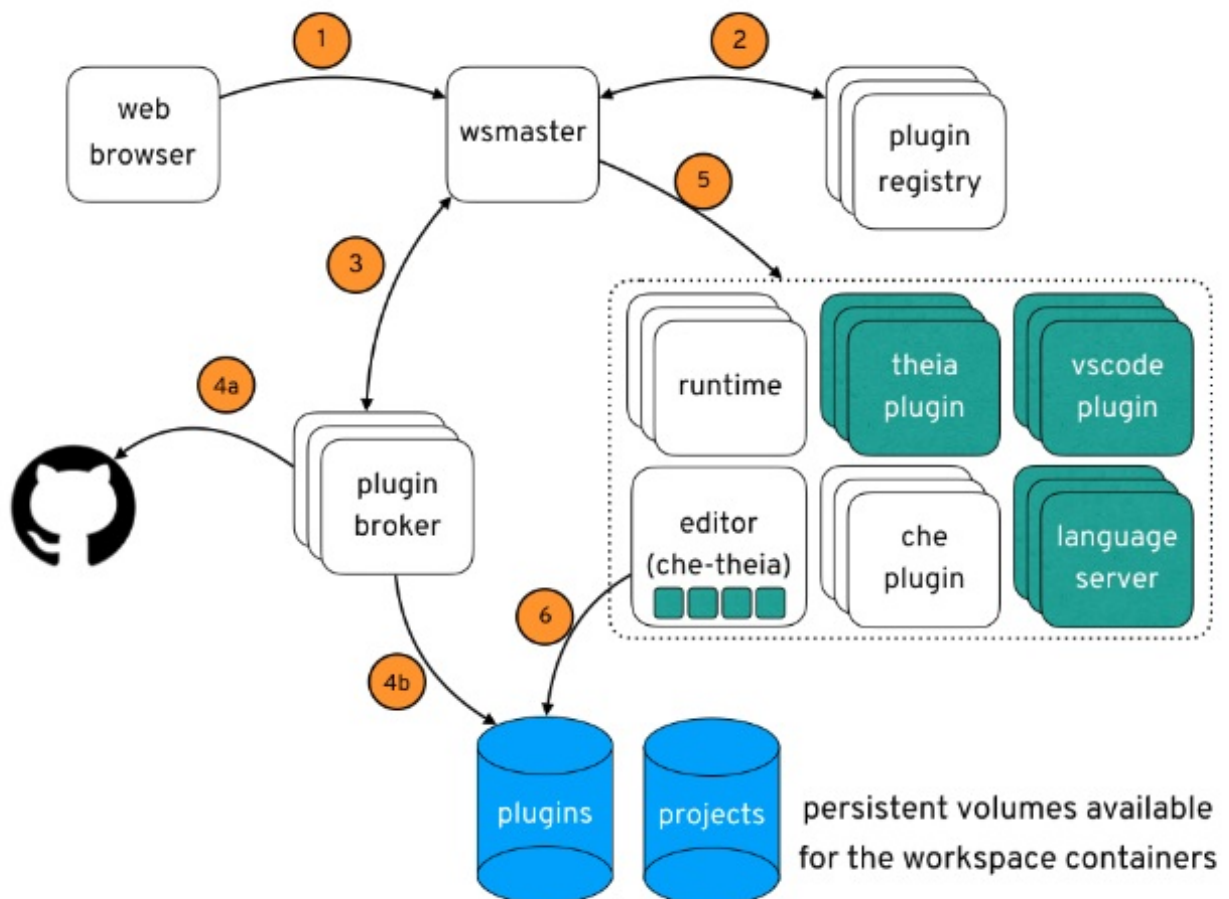 1
2
web
browser
wsmaster
plugin
registry
5
3
runtime
theia
plugin
vscode
plugin
4a
plugin
broker
editor
(che-theia)
che
plugin
language
server
6
4b
plugins
projects
persistent volumes available
for the workspace containers